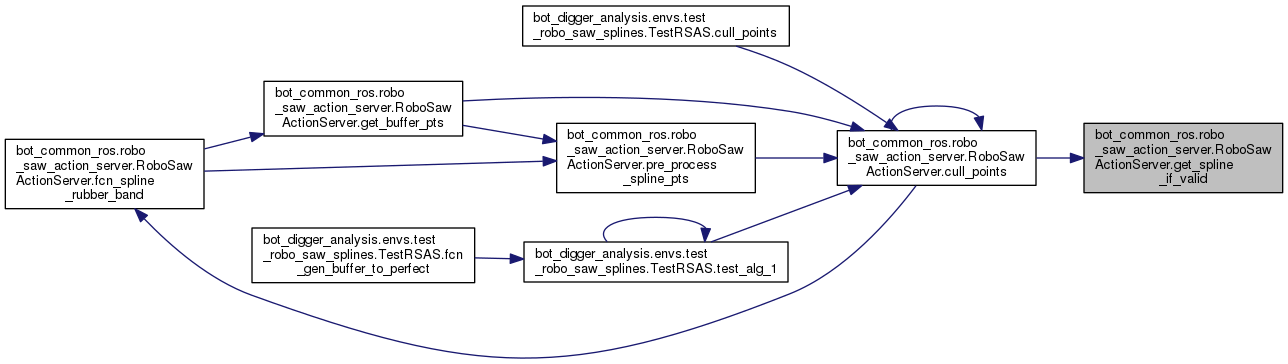 bot_digger_analysis.envs.test
_robo_saw_splines.TestRSAS.cull_points
bot_common_ros.robo
_saw_action_server.RoboSaw
ActionServer.get_buffer_pts
bot_common_ros.robo
_saw_action_server.RoboSaw
ActionServer.fcn_spline
_rubber_band
bot_common_ros.robo
_saw_action_server.RoboSaw
ActionServer.pre_process
_spline_pts
bot_common_ros.robo
_saw_action_server.RoboSaw
ActionServer.cull_points
bot_common_ros.robo
_saw_action_server.RoboSaw
ActionServer.get_spline
_if_valid
bot_digger_analysis.envs.test
_robo_saw_splines.TestRSAS.fcn
_gen_buffer_to_perfect
bot_digger_analysis.envs.test
_robo_saw_splines.TestRSAS.test_alg_1